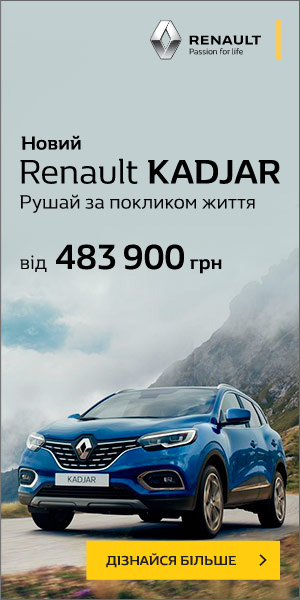 RENAULT
Passion for life
Новий
Renault KADJAR
Рушай за покликом життя
від 483 900 грн
KADJAR
ДІЗНАЙСЯ БІЛЬШЕ